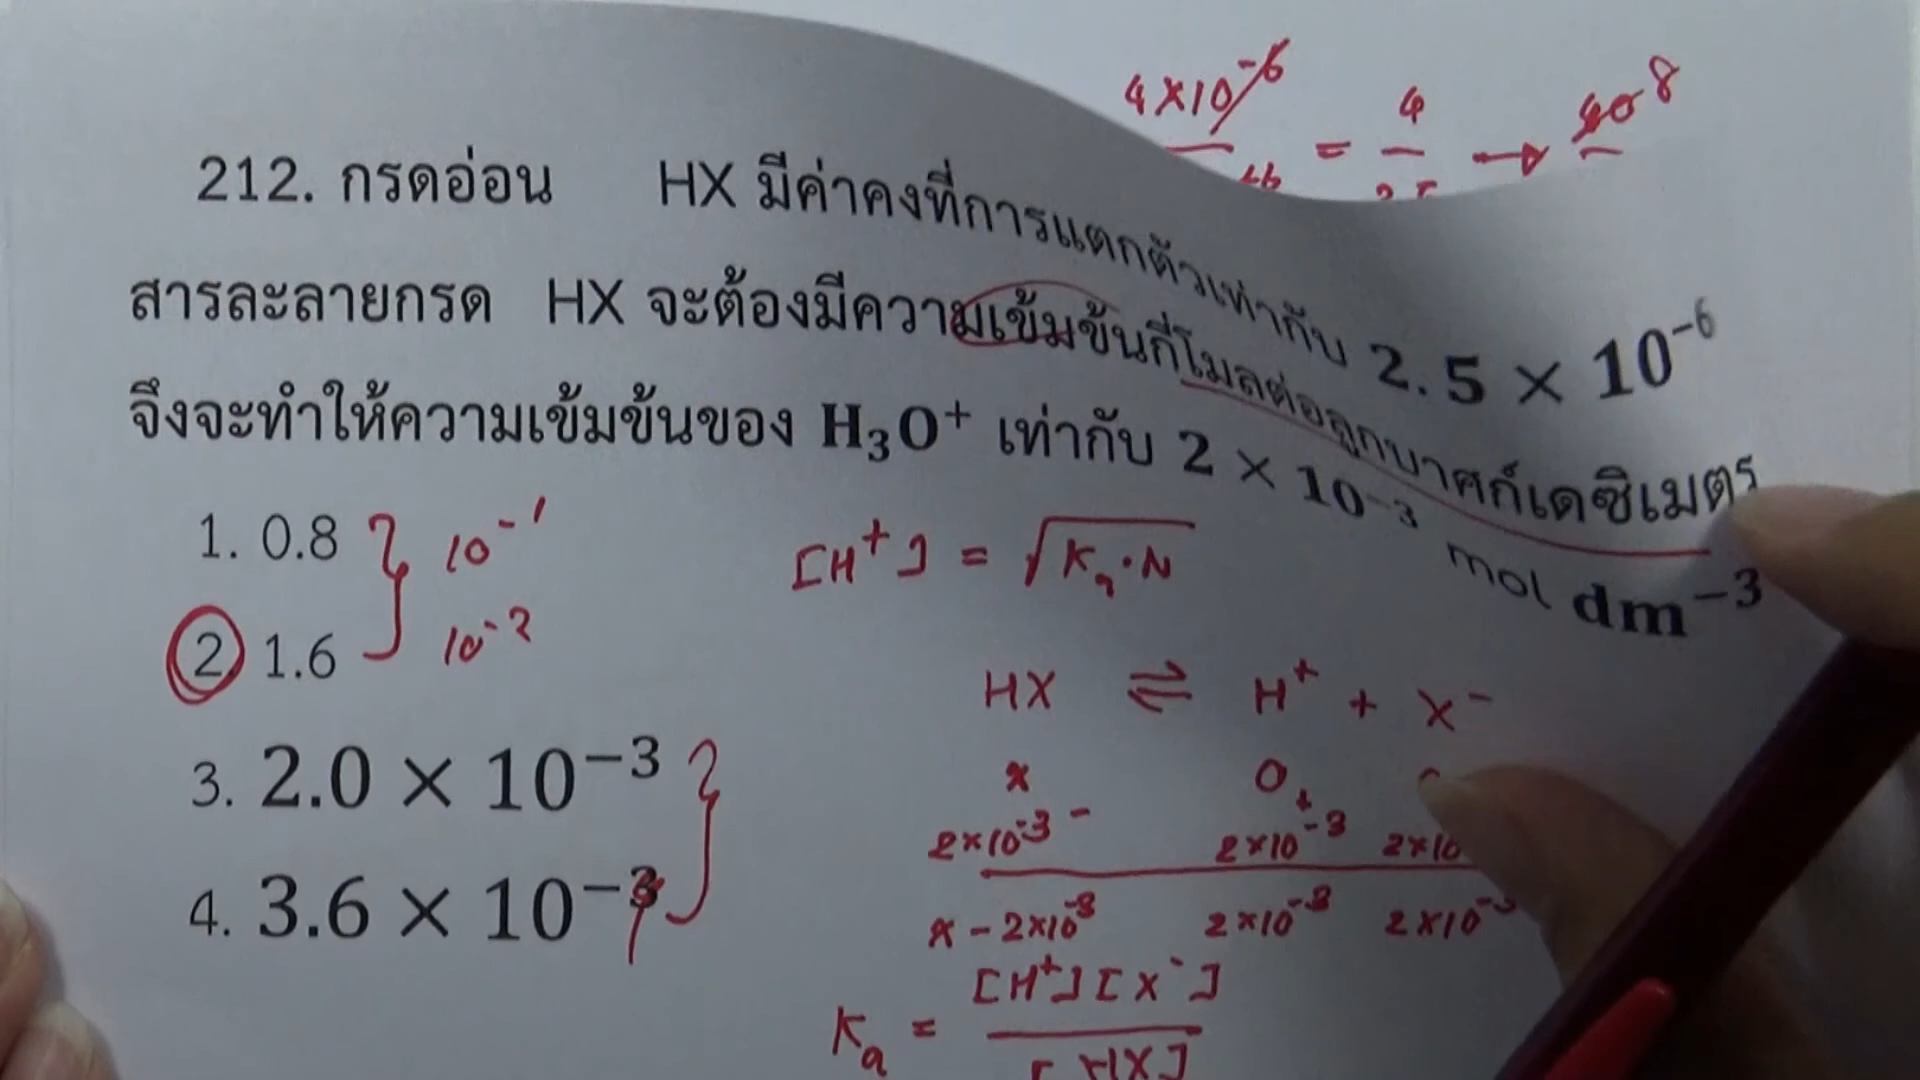 4×10⁻⁶ = 4 →
212. กรดอ่อน HX มีค่าคงที่การแตกตัวเท่ากับ 2.5 × 10⁻⁶
สารละลายกรด HX จะต้องมีความเข้มข้นกี่โมลต่อลูกบาศก์เดซิเมตร
จึงจะทำให้ความเข้มข้นของ H₃O⁺ เท่ากับ 2 × 10⁻³ mol dm⁻³
1. 0.8 10⁻¹
[H⁺] = √Kₐ·N
2 1.6 10⁻²
HX ⇌ H⁺ + X⁻
3. 2.0 × 10⁻³
x 0
2×10⁻³ - + 2×10⁻³ 2×10
4. 3.6 × 10⁻³
x - 2×10⁻³ 2×10⁻³ 2×10⁻³
Kₐ = [H⁺][X⁻]
[HX]